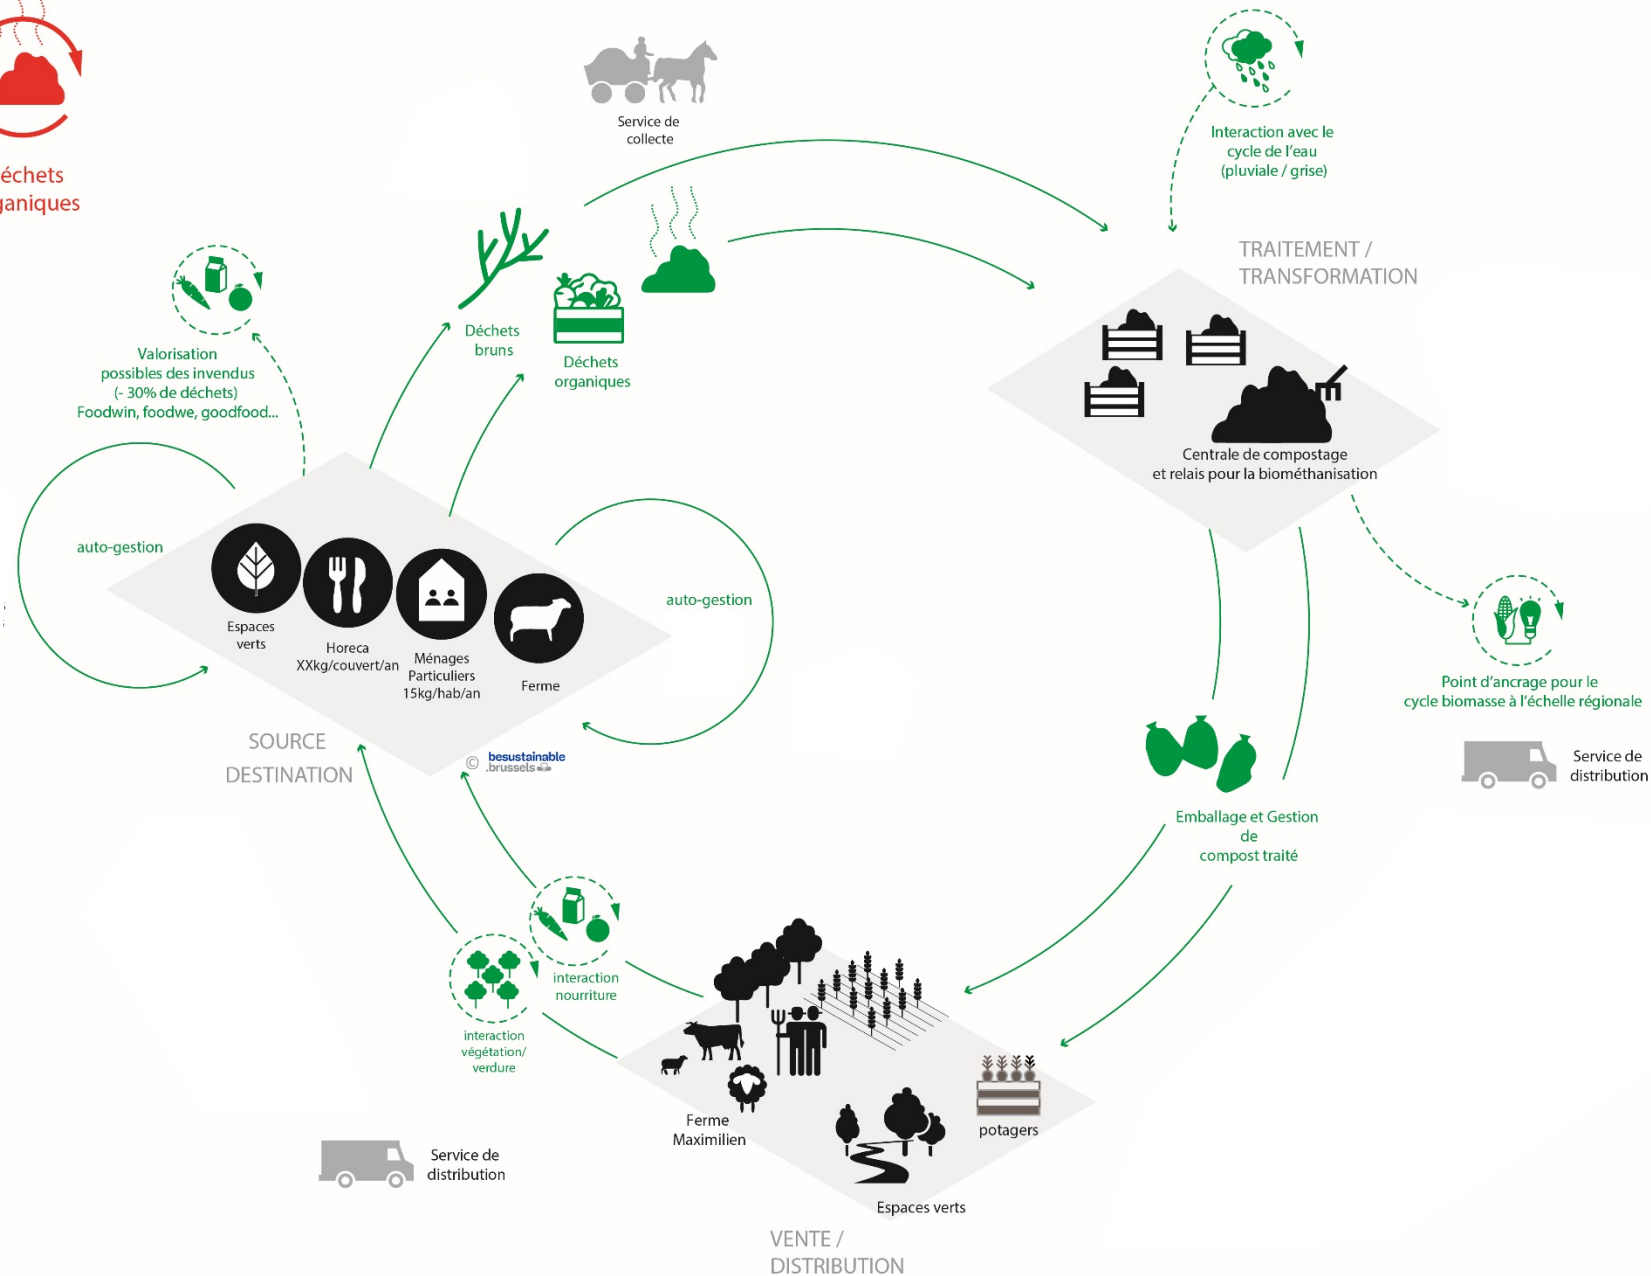 échets
ganiques
Service de
collecte
Interaction avec le
cycle de l'eau
(pluviale / grise)
TRAITEMENT /
TRANSFORMATION
Déchets
bruns
Déchets
organiques
Valorisation
possibles des invendus
(- 30% de déchets)
Foodwin, foodwe, goodfood...
Centrale de compostage
et relais pour la biométhanisation
auto-gestion
auto-gestion
Espaces
verts
Horeca
XXkg/couvert/an
Ménages
Particuliers
15kg/hab/an
Ferme
SOURCE
DESTINATION
© besustainable
.brussels
Point d'ancrage pour le
cycle biomasse à l'échelle régionale
Service de
distribution
Emballage et Gestion
de
compost traité
interaction
nourriture
interaction
végétation/
verdure
Ferme
Maximilien
potagers
Espaces verts
Service de
distribution
VENTE /
DISTRIBUTION